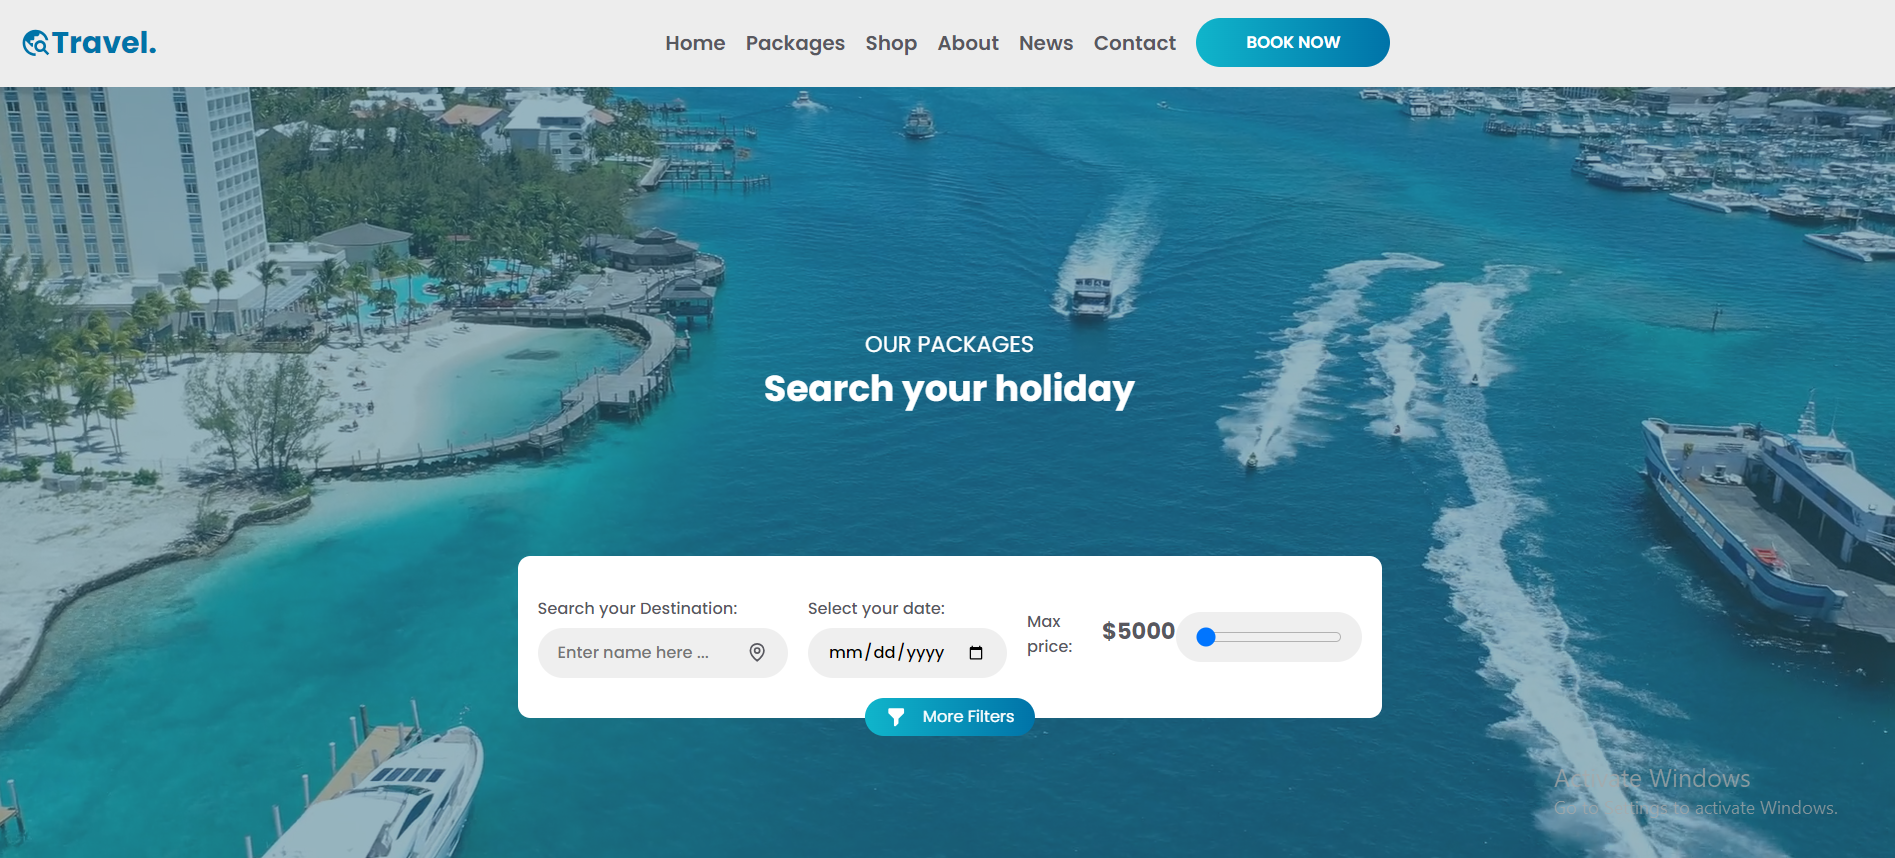 Travel.
Home Packages Shop About News Contact BOOK NOW
OUR PACKAGES
Search your holiday
Search your Destination:
Enter name here ...
Select your date:
mm/dd/yyyy
Max
price:
$5000
More Filters
Activate Windows
Go to Settings to activate Windows.